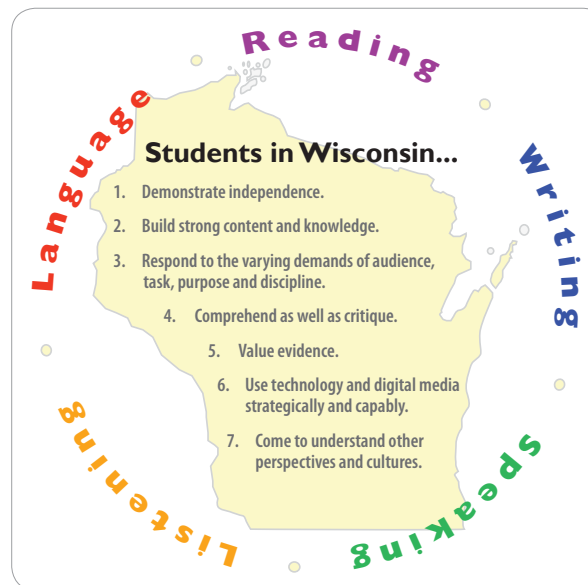 Reading
Writing
Speaking
Listening
Language
Students in Wisconsin...
1. Demonstrate independence.
2. Build strong content and knowledge.
3. Respond to the varying demands of audience,
task, purpose and discipline.
4. Comprehend as well as critique.
5. Value evidence.
6. Use technology and digital media
strategically and capably.
7. Come to understand other
perspectives and cultures.